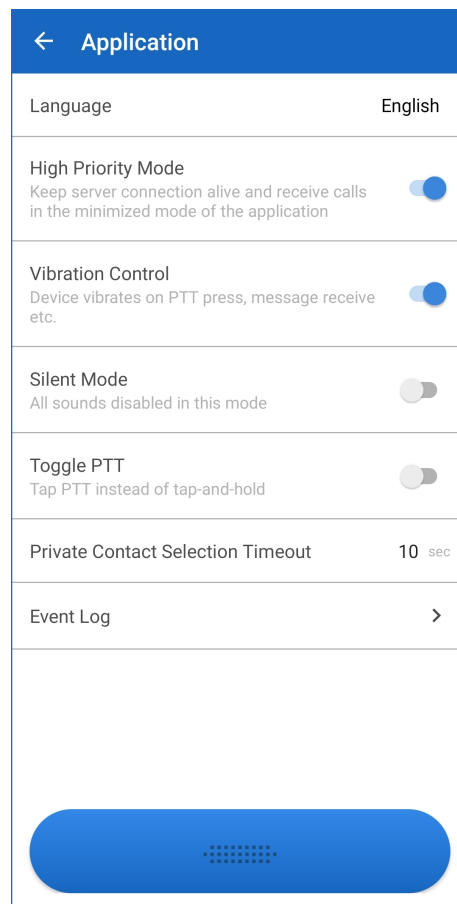 Application
Language English
High Priority Mode
Keep server connection alive and receive calls
in the minimized mode of the application
Vibration Control
Device vibrates on PTT press, message receive
etc.
Silent Mode
All sounds disabled in this mode
Toggle PTT
Tap PTT instead of tap-and-hold
Private Contact Selection Timeout 10 sec
Event Log